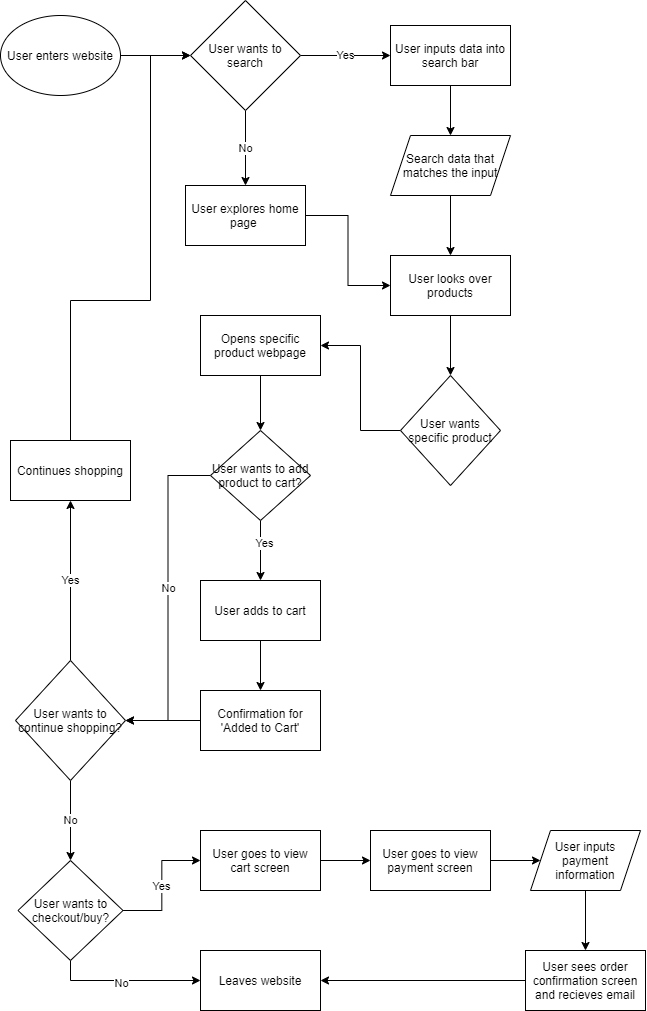 User enters website
User wants to
search
Yes
User inputs data into
search bar
No
Search data that
matches the input
User explores home
page
User looks over
products
Opens specific
product webpage
User wants
specific product
Continues shopping
User wants to add
product to cart?
Yes
Yes
No
User adds to cart
User wants to
continue shopping?
Confirmation for
'Added to Cart'
No
User wants to
checkout/buy?
Yes
User goes to view
cart screen
User goes to view
payment screen
User inputs
payment
information
No
Leaves website
User sees order
confirmation screen
and recieves email